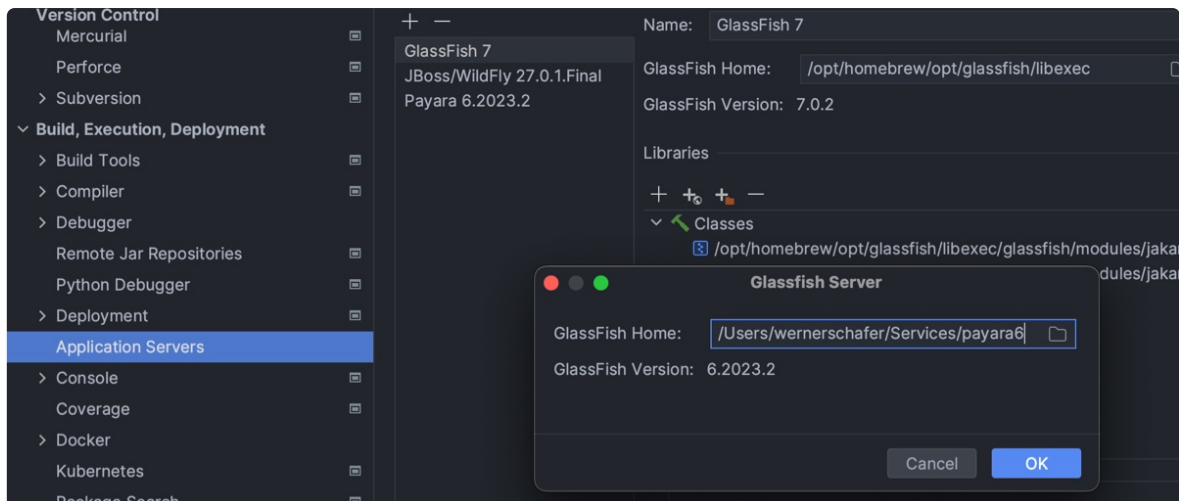 Version Control
Mercurial
Perforce
Subversion
Build, Execution, Deployment
Build Tools
Compiler
Debugger
Remote Jar Repositories
Python Debugger
Deployment
Application Servers
Console
Coverage
Docker
Kubernetes
Package Search
GlassFish 7
JBoss/WildFly 27.0.1.Final
Payara 6.2023.2
Name: GlassFish 7
GlassFish Home: /opt/homebrew/opt/glassfish/libexec
GlassFish Version: 7.0.2
Libraries
Classes
/opt/homebrew/opt/glassfish/libexec/glassfish/modules/jakar
dules/jakar
Glassfish Server
GlassFish Home: /Users/wernerschafer/Services/payara6
GlassFish Version: 6.2023.2
Cancel OK